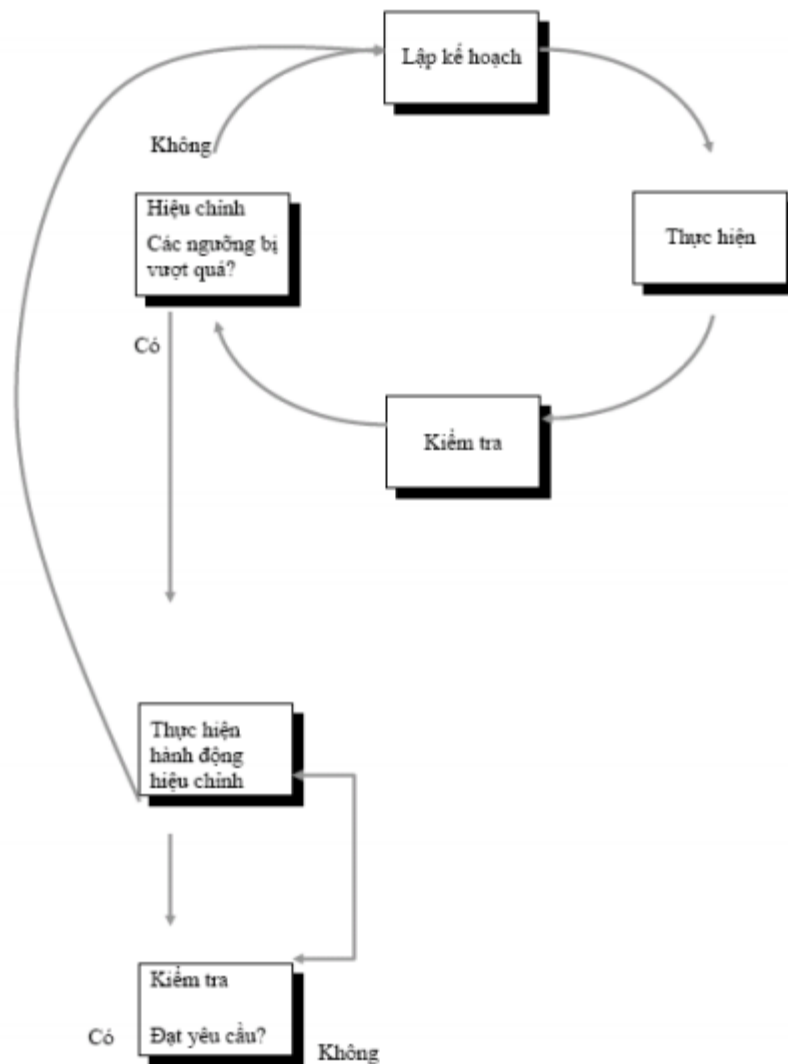 Lập kế hoạch
Không
Hiệu chỉnh
Các ngưỡng bị
vượt quá?
Thực hiện
Có
Kiểm tra
Thực hiện
hành động
hiệu chỉnh
Kiểm tra
Có
Đạt yêu cầu?
Không